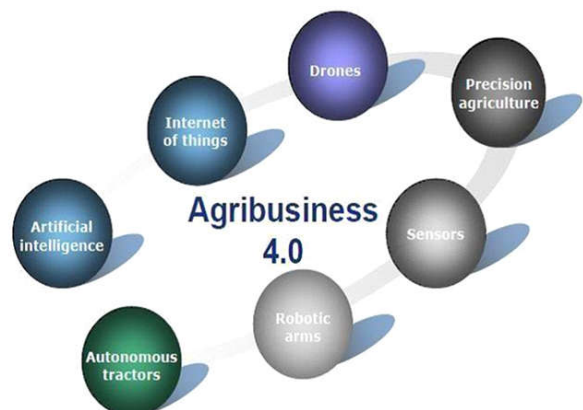 Drones
Precision
agriculture
Internet
of things
Agribusiness
4.0
Artificial
intelligence
Sensors
Robotic
arms
Autonomous
tractors